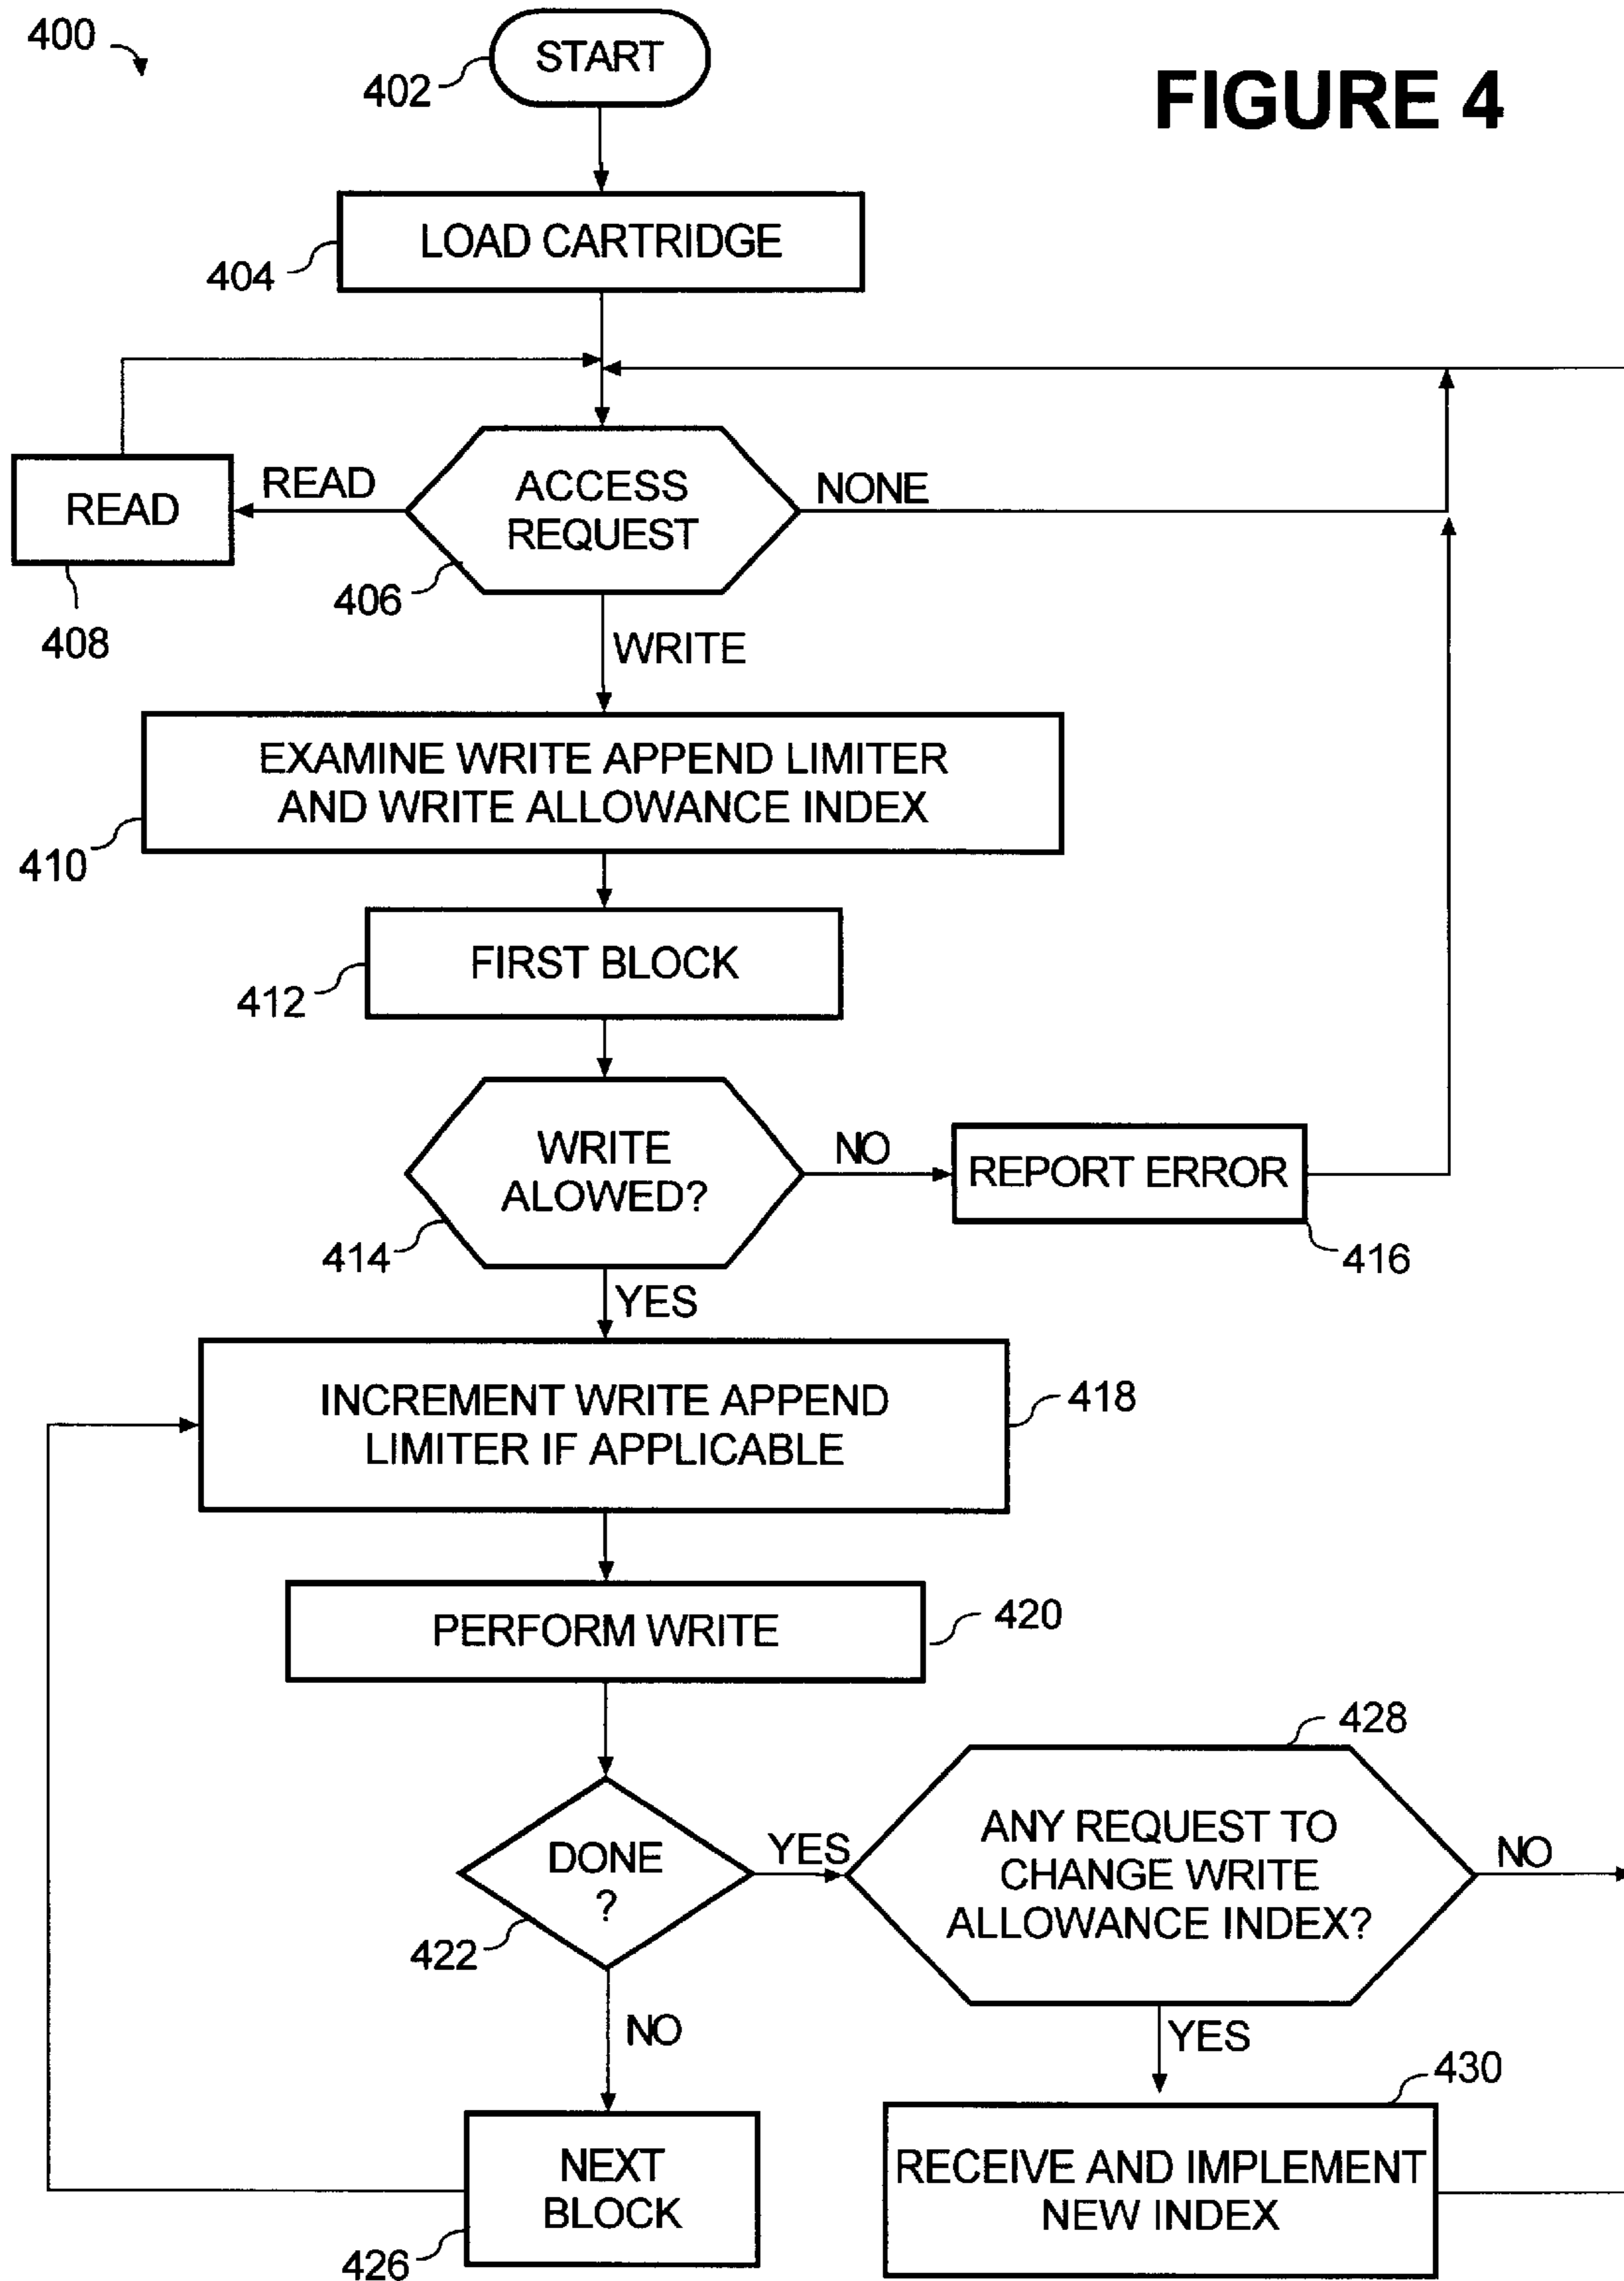 400
START
402
FIGURE 4
LOAD CARTRIDGE
404
READ
READ
ACCESS
REQUEST
NONE
406
408
WRITE
EXAMINE WRITE APPEND LIMITER
AND WRITE ALLOWANCE INDEX
410
FIRST BLOCK
412
WRITE
ALOWED?
NO
REPORT ERROR
414
416
YES
INCREMENT WRITE APPEND
LIMITER IF APPLICABLE
418
PERFORM WRITE
420
428
DONE
?
YES
ANY REQUEST TO
CHANGE WRITE
ALLOWANCE INDEX?
NO
422
NO
YES
430
NEXT
BLOCK
RECEIVE AND IMPLEMENT
NEW INDEX
426